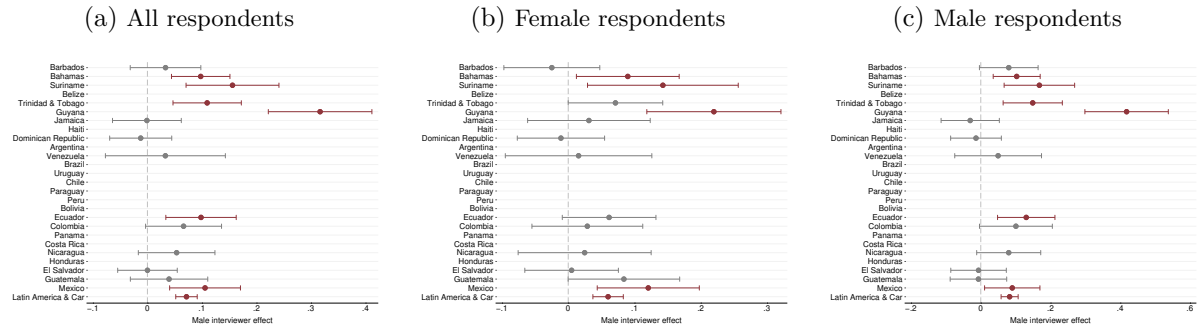 (a) All respondents
Barbados
Bahamas
Suriname
Belize
Trinidad & Tobago
Guyana
Jamaica
Haiti
Dominican Republic
Argentina
Venezuela
Brazil
Uruguay
Chile
Paraguay
Peru
Bolivia
Ecuador
Colombia
Panama
Costa Rica
Nicaragua
Honduras
El Salvador
Guatemala
Mexico
Latin America & Car
-.1 0 .1 .2 .3 .4
Male interviewer effect
(b) Female respondents
Barbados
Bahamas
Suriname
Belize
Trinidad & Tobago
Guyana
Jamaica
Haiti
Dominican Republic
Argentina
Venezuela
Brazil
Uruguay
Chile
Paraguay
Peru
Bolivia
Ecuador
Colombia
Panama
Costa Rica
Nicaragua
Honduras
El Salvador
Guatemala
Mexico
Latin America & Car
-.1 0 .1 .2 .3
Male interviewer effect
(c) Male respondents
Barbados
Bahamas
Suriname
Belize
Trinidad & Tobago
Guyana
Jamaica
Haiti
Dominican Republic
Argentina
Venezuela
Brazil
Uruguay
Chile
Paraguay
Peru
Bolivia
Ecuador
Colombia
Panama
Costa Rica
Nicaragua
Honduras
El Salvador
Guatemala
Mexico
Latin America & Car
-.2 0 .2 .4 .6
Male interviewer effect